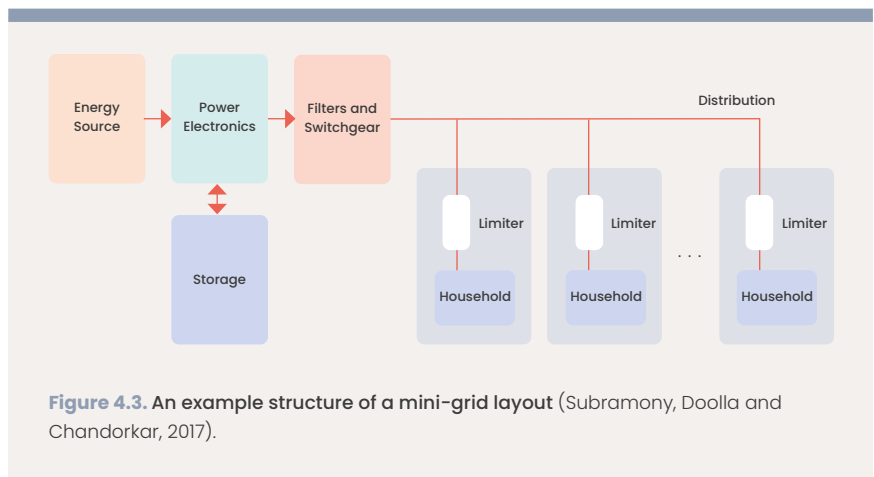 Energy
Source
Power
Electronics
Filters and
Switchgear
Distribution
Storage
Limiter
Limiter
Limiter
. . .
Household
Household
Household
Figure 4.3. An example structure of a mini-grid layout (Subramony, Doolla and
Chandorkar, 2017).